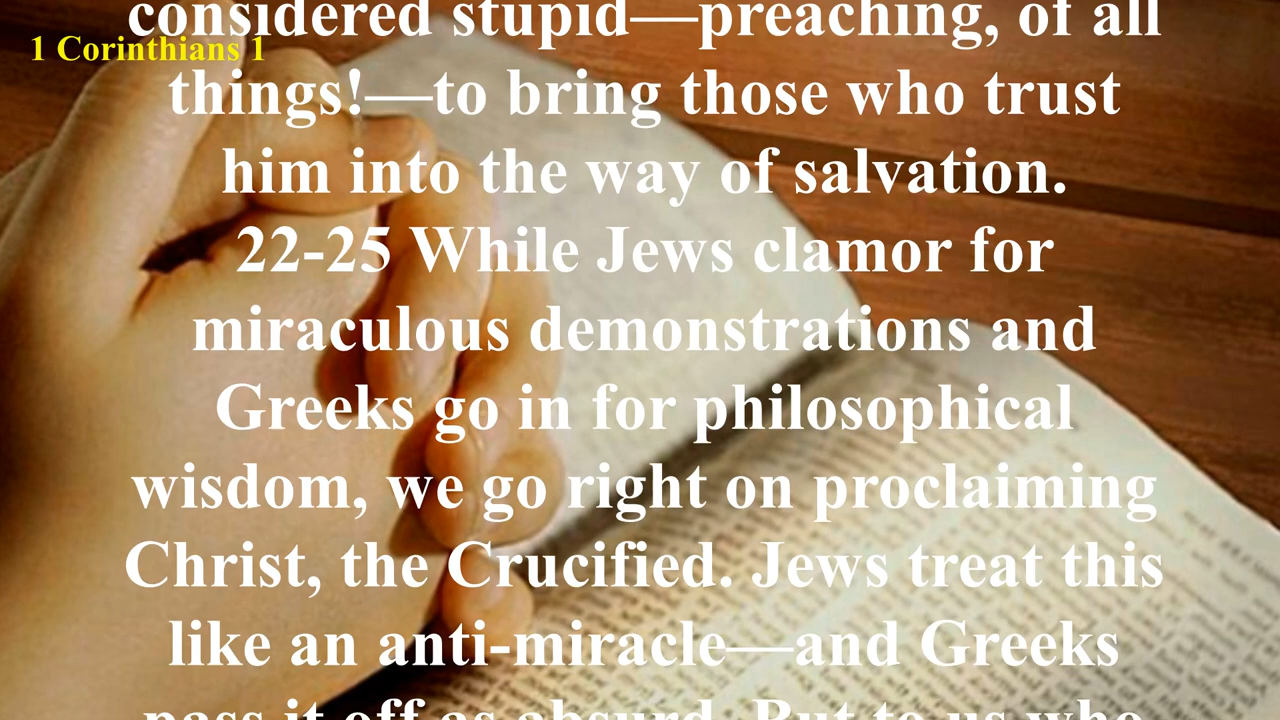 considered stupid—preaching, of all
1 Corinthians 1
things!—to bring those who trust
him into the way of salvation.
22-25 While Jews clamor for
miraculous demonstrations and
Greeks go in for philosophical
wisdom, we go right on proclaiming
Christ, the Crucified. Jews treat this
like an anti-miracle—and Greeks
pass it off as absurd. But to us who